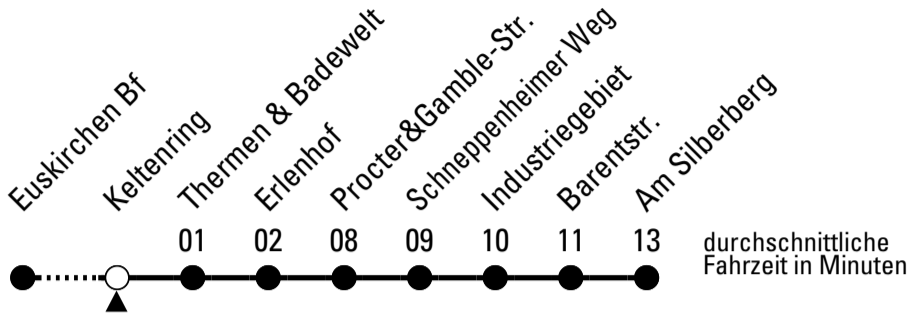 Euskirchen Bf
Keltenring
Thermen & Badewelt
Erlenhof
Procter&Gamble-Str.
Schneppenheimer Weg
Industriegebiet
Barentstr.
Am Silberberg
01 02 08 09 10 11 13
durchschnittliche
Fahrzeit in Minuten